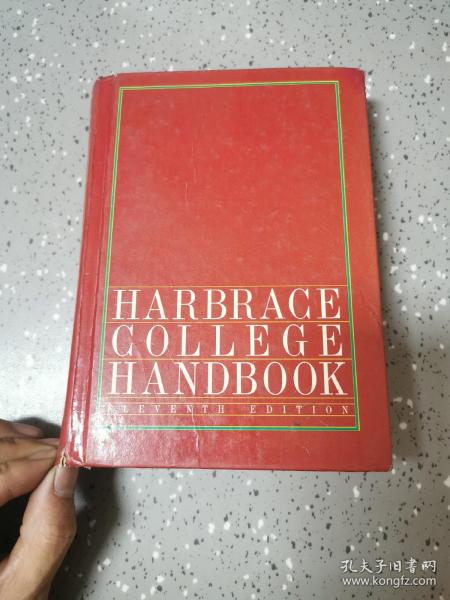 HARBRACE
COLLEGE
HANDBOOK
ELEVENTH EDITION
孔夫子旧书网
www.kongfz.com